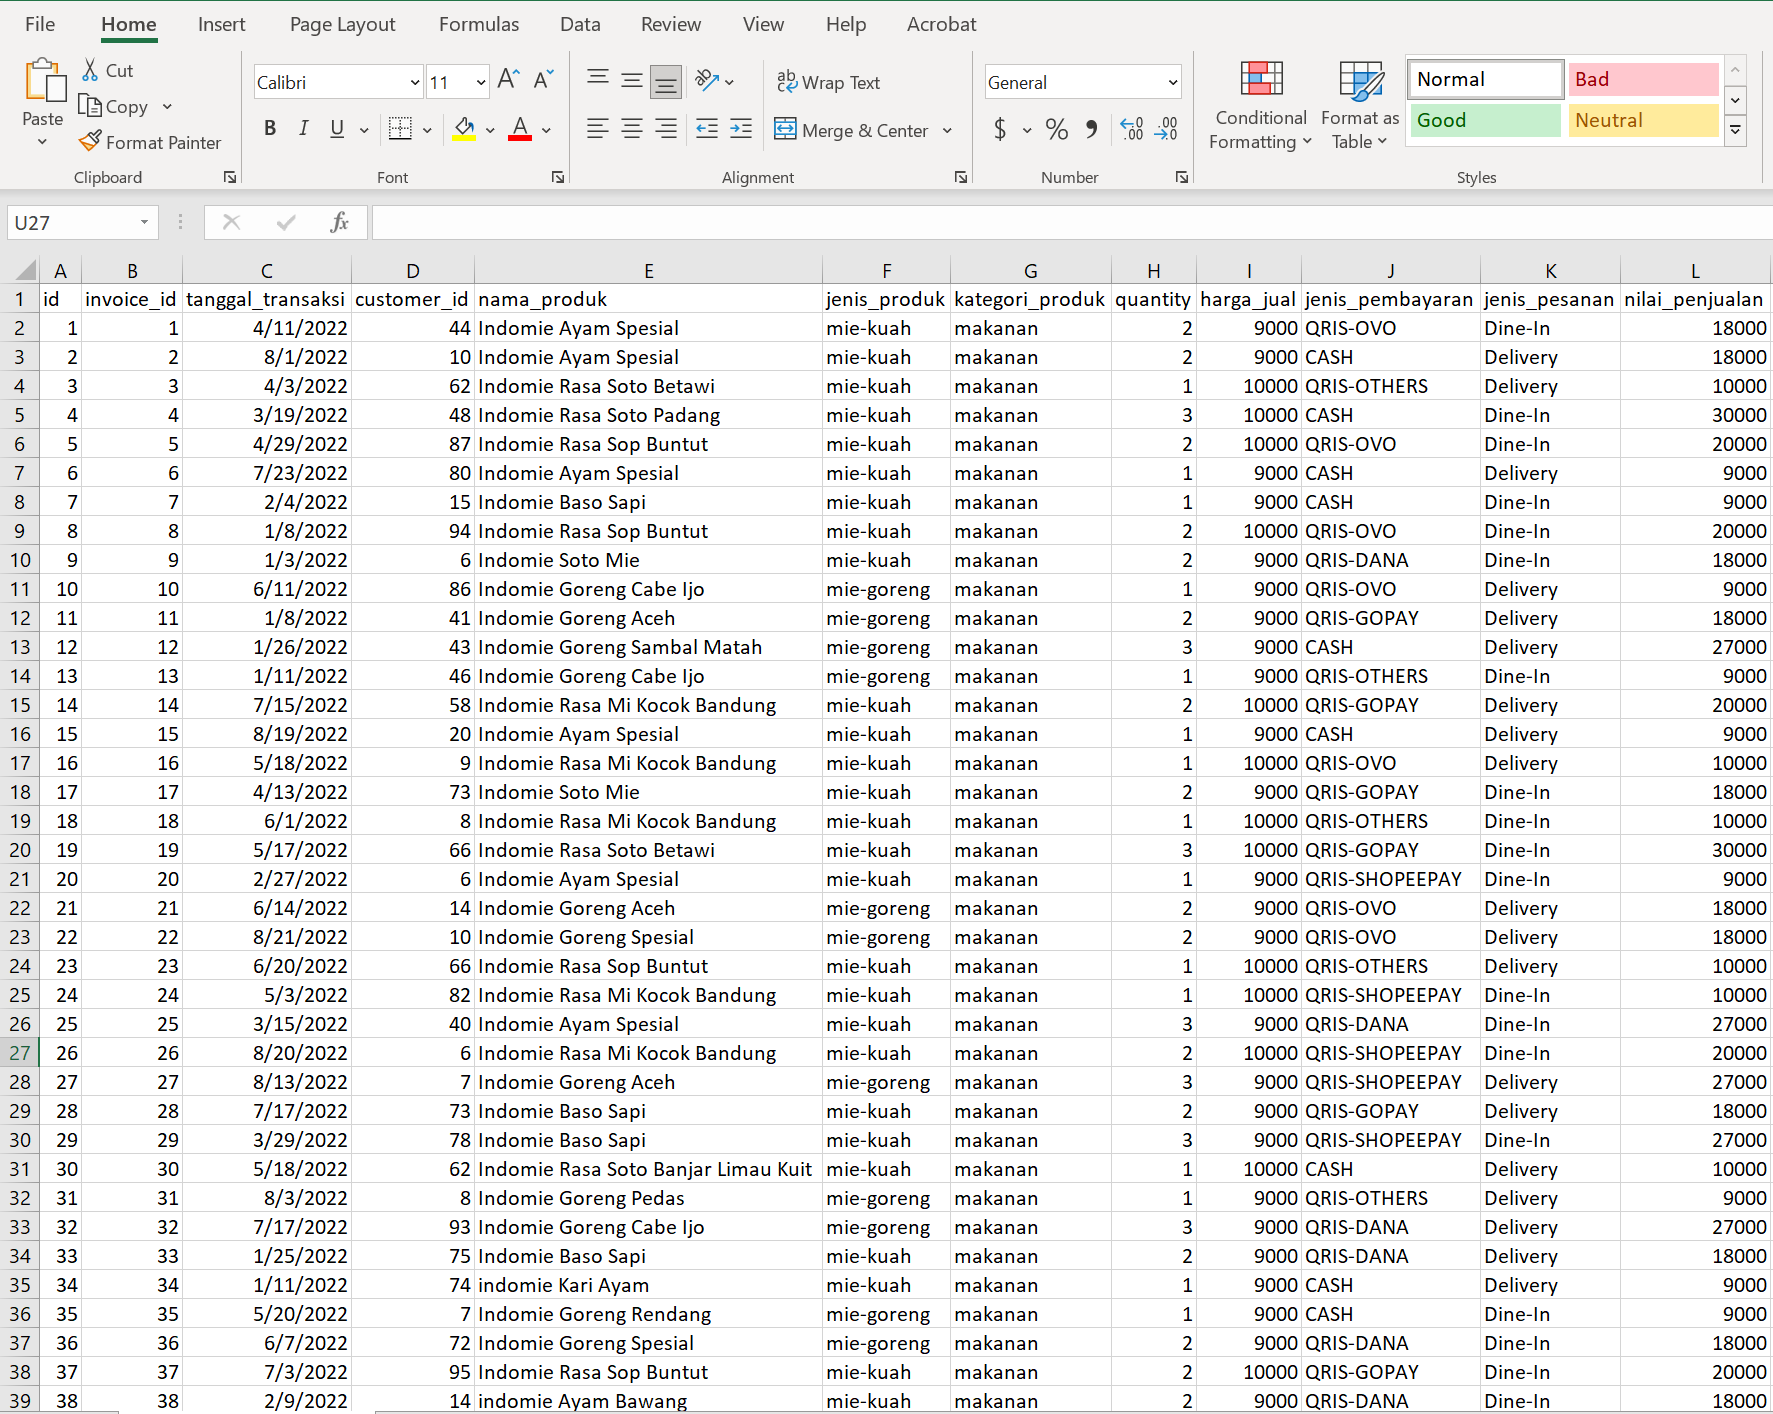 File Home Insert Page Layout Formulas Data Review View Help Acrobat
Paste Cut Copy Format Painter Clipboard
Calibri 11 A A B I U A Font
ab Wrap Text Merge & Center Alignment
General $ % Number
Conditional Formatting Format as Table Normal Bad Good Neutral Styles
U27 fx
A B C D E F G H I J K L
1 id invoice_id tanggal_transaksi customer_id nama_produk jenis_produk kategori_produk quantity harga_jual jenis_pembayaran jenis_pesanan nilai_penjualan
2 1 1 4/11/2022 44 Indomie Ayam Spesial mie-kuah makanan 2 9000 QRIS-OVO Dine-In 18000
3 2 2 8/1/2022 10 Indomie Ayam Spesial mie-kuah makanan 2 9000 CASH Delivery 18000
4 3 3 4/3/2022 62 Indomie Rasa Soto Betawi mie-kuah makanan 1 10000 QRIS-OTHERS Delivery 10000
5 4 4 3/19/2022 48 Indomie Rasa Soto Padang mie-kuah makanan 3 10000 CASH Dine-In 30000
6 5 5 4/29/2022 87 Indomie Rasa Sop Buntut mie-kuah makanan 2 10000 QRIS-OVO Dine-In 20000
7 6 6 7/23/2022 80 Indomie Ayam Spesial mie-kuah makanan 1 9000 CASH Delivery 9000
8 7 7 2/4/2022 15 Indomie Baso Sapi mie-kuah makanan 1 9000 CASH Dine-In 9000
9 8 8 1/8/2022 94 Indomie Rasa Sop Buntut mie-kuah makanan 2 10000 QRIS-OVO Dine-In 20000
10 9 9 1/3/2022 6 Indomie Soto Mie mie-kuah makanan 2 9000 QRIS-DANA Dine-In 18000
11 10 10 6/11/2022 86 Indomie Goreng Cabe Ijo mie-goreng makanan 1 9000 QRIS-OVO Delivery 9000
12 11 11 1/8/2022 41 Indomie Goreng Aceh mie-goreng makanan 2 9000 QRIS-GOPAY Delivery 18000
13 12 12 1/26/2022 43 Indomie Goreng Sambal Matah mie-goreng makanan 3 9000 CASH Delivery 27000
14 13 13 1/11/2022 46 Indomie Goreng Cabe Ijo mie-goreng makanan 1 9000 QRIS-OTHERS Dine-In 9000
15 14 14 7/15/2022 58 Indomie Rasa Mi Kocok Bandung mie-kuah makanan 2 10000 QRIS-GOPAY Delivery 20000
16 15 15 8/19/2022 20 Indomie Ayam Spesial mie-kuah makanan 1 9000 CASH Delivery 9000
17 16 16 5/18/2022 9 Indomie Rasa Mi Kocok Bandung mie-kuah makanan 1 10000 QRIS-OVO Delivery 10000
18 17 17 4/13/2022 73 Indomie Soto Mie mie-kuah makanan 2 9000 QRIS-GOPAY Dine-In 18000
19 18 18 6/1/2022 8 Indomie Rasa Mi Kocok Bandung mie-kuah makanan 1 10000 QRIS-OTHERS Dine-In 10000
20 19 19 5/17/2022 66 Indomie Rasa Soto Betawi mie-kuah makanan 3 10000 QRIS-GOPAY Dine-In 30000
21 20 20 2/27/2022 6 Indomie Ayam Spesial mie-kuah makanan 1 9000 QRIS-SHOPEEPAY Dine-In 9000
22 21 21 6/14/2022 14 Indomie Goreng Aceh mie-goreng makanan 2 9000 QRIS-OVO Delivery 18000
23 22 22 8/21/2022 10 Indomie Goreng Spesial mie-goreng makanan 2 9000 QRIS-OVO Delivery 18000
24 23 23 6/20/2022 66 Indomie Rasa Sop Buntut mie-kuah makanan 1 10000 QRIS-OTHERS Delivery 10000
25 24 24 5/3/2022 82 Indomie Rasa Mi Kocok Bandung mie-kuah makanan 1 10000 QRIS-SHOPEEPAY Dine-In 10000
26 25 25 3/15/2022 40 Indomie Ayam Spesial mie-kuah makanan 3 9000 QRIS-DANA Dine-In 27000
27 26 26 8/20/2022 6 Indomie Rasa Mi Kocok Bandung mie-kuah makanan 2 10000 QRIS-SHOPEEPAY Dine-In 20000
28 27 27 8/13/2022 7 Indomie Goreng Aceh mie-goreng makanan 3 9000 QRIS-SHOPEEPAY Delivery 27000
29 28 28 7/17/2022 73 Indomie Baso Sapi mie-kuah makanan 2 9000 QRIS-GOPAY Delivery 18000
30 29 29 3/29/2022 78 Indomie Baso Sapi mie-kuah makanan 3 9000 QRIS-SHOPEEPAY Dine-In 27000
31 30 30 5/18/2022 62 Indomie Rasa Soto Banjar Limau Kuit mie-kuah makanan 1 10000 CASH Delivery 10000
32 31 31 8/3/2022 8 Indomie Goreng Pedas mie-goreng makanan 1 9000 QRIS-OTHERS Delivery 9000
33 32 32 7/17/2022 93 Indomie Goreng Cabe Ijo mie-goreng makanan 3 9000 QRIS-DANA Delivery 27000
34 33 33 1/25/2022 75 Indomie Baso Sapi mie-kuah makanan 2 9000 QRIS-DANA Delivery 18000
35 34 34 1/11/2022 74 indomie Kari Ayam mie-kuah makanan 1 9000 CASH Delivery 9000
36 35 35 5/20/2022 7 Indomie Goreng Rendang mie-goreng makanan 1 9000 CASH Dine-In 9000
37 36 36 6/7/2022 72 Indomie Goreng Spesial mie-goreng makanan 2 9000 QRIS-DANA Dine-In 18000
38 37 37 7/3/2022 95 Indomie Rasa Sop Buntut mie-kuah makanan 2 10000 QRIS-GOPAY Dine-In 20000
39 38 38 2/9/2022 14 indomie Ayam Bawang mie-kuah makanan 2 9000 QRIS-DANA Dine-In 18000